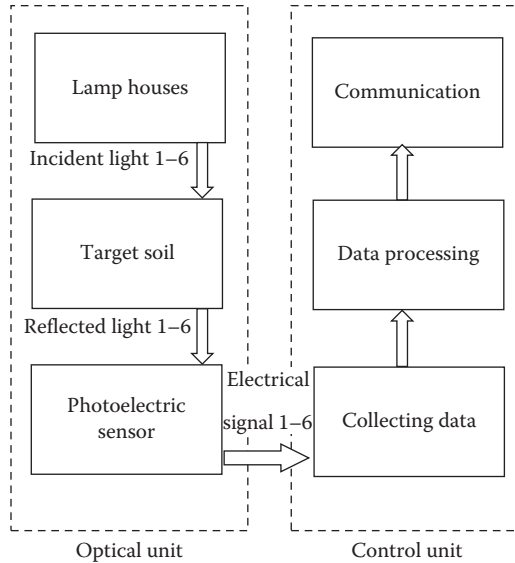 Lamp houses
Incident light 1–6
Target soil
Reflected light 1–6
Photoelectric
sensor
Electrical
signal 1–6
Optical unit
Communication
Data processing
Collecting data
Control unit